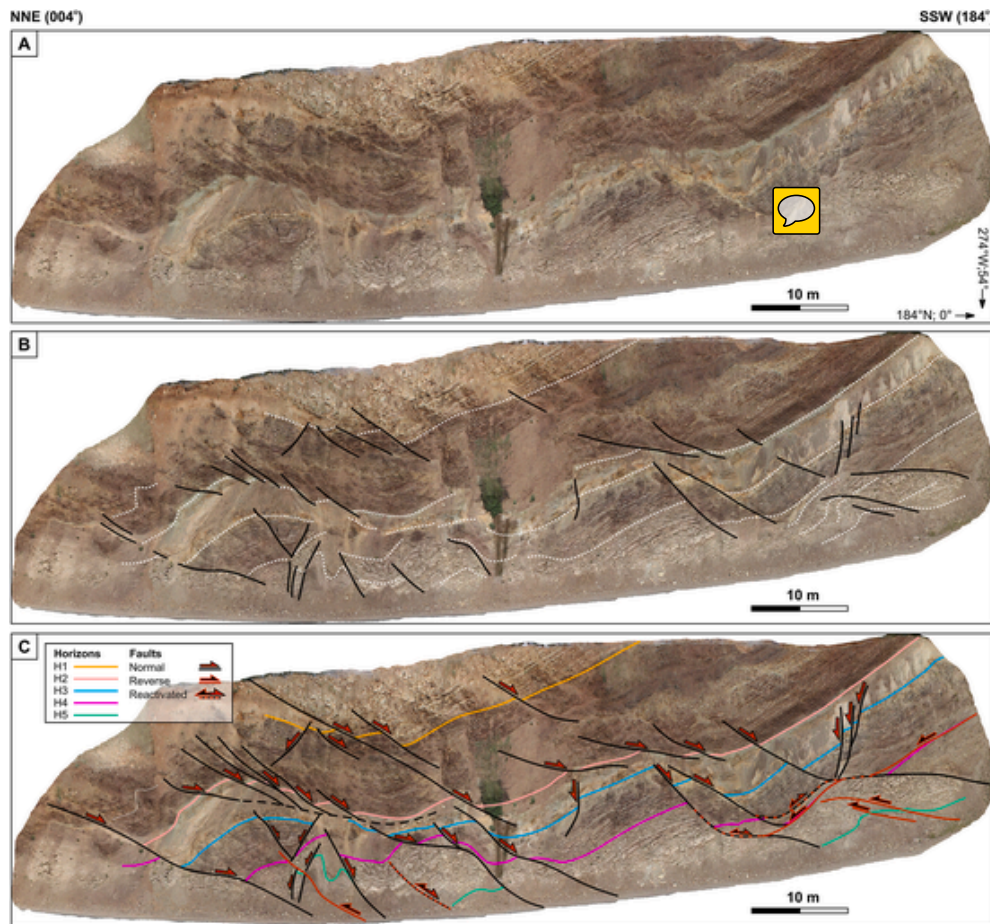 NNE (004°)
SSW (184°
A
10 m
274°W;54°
184°N; 0°
B
10 m
C
Horizons
Faults
H1
Normal
H2
Reverse
H3
Reactivated
H4
H5
10 m